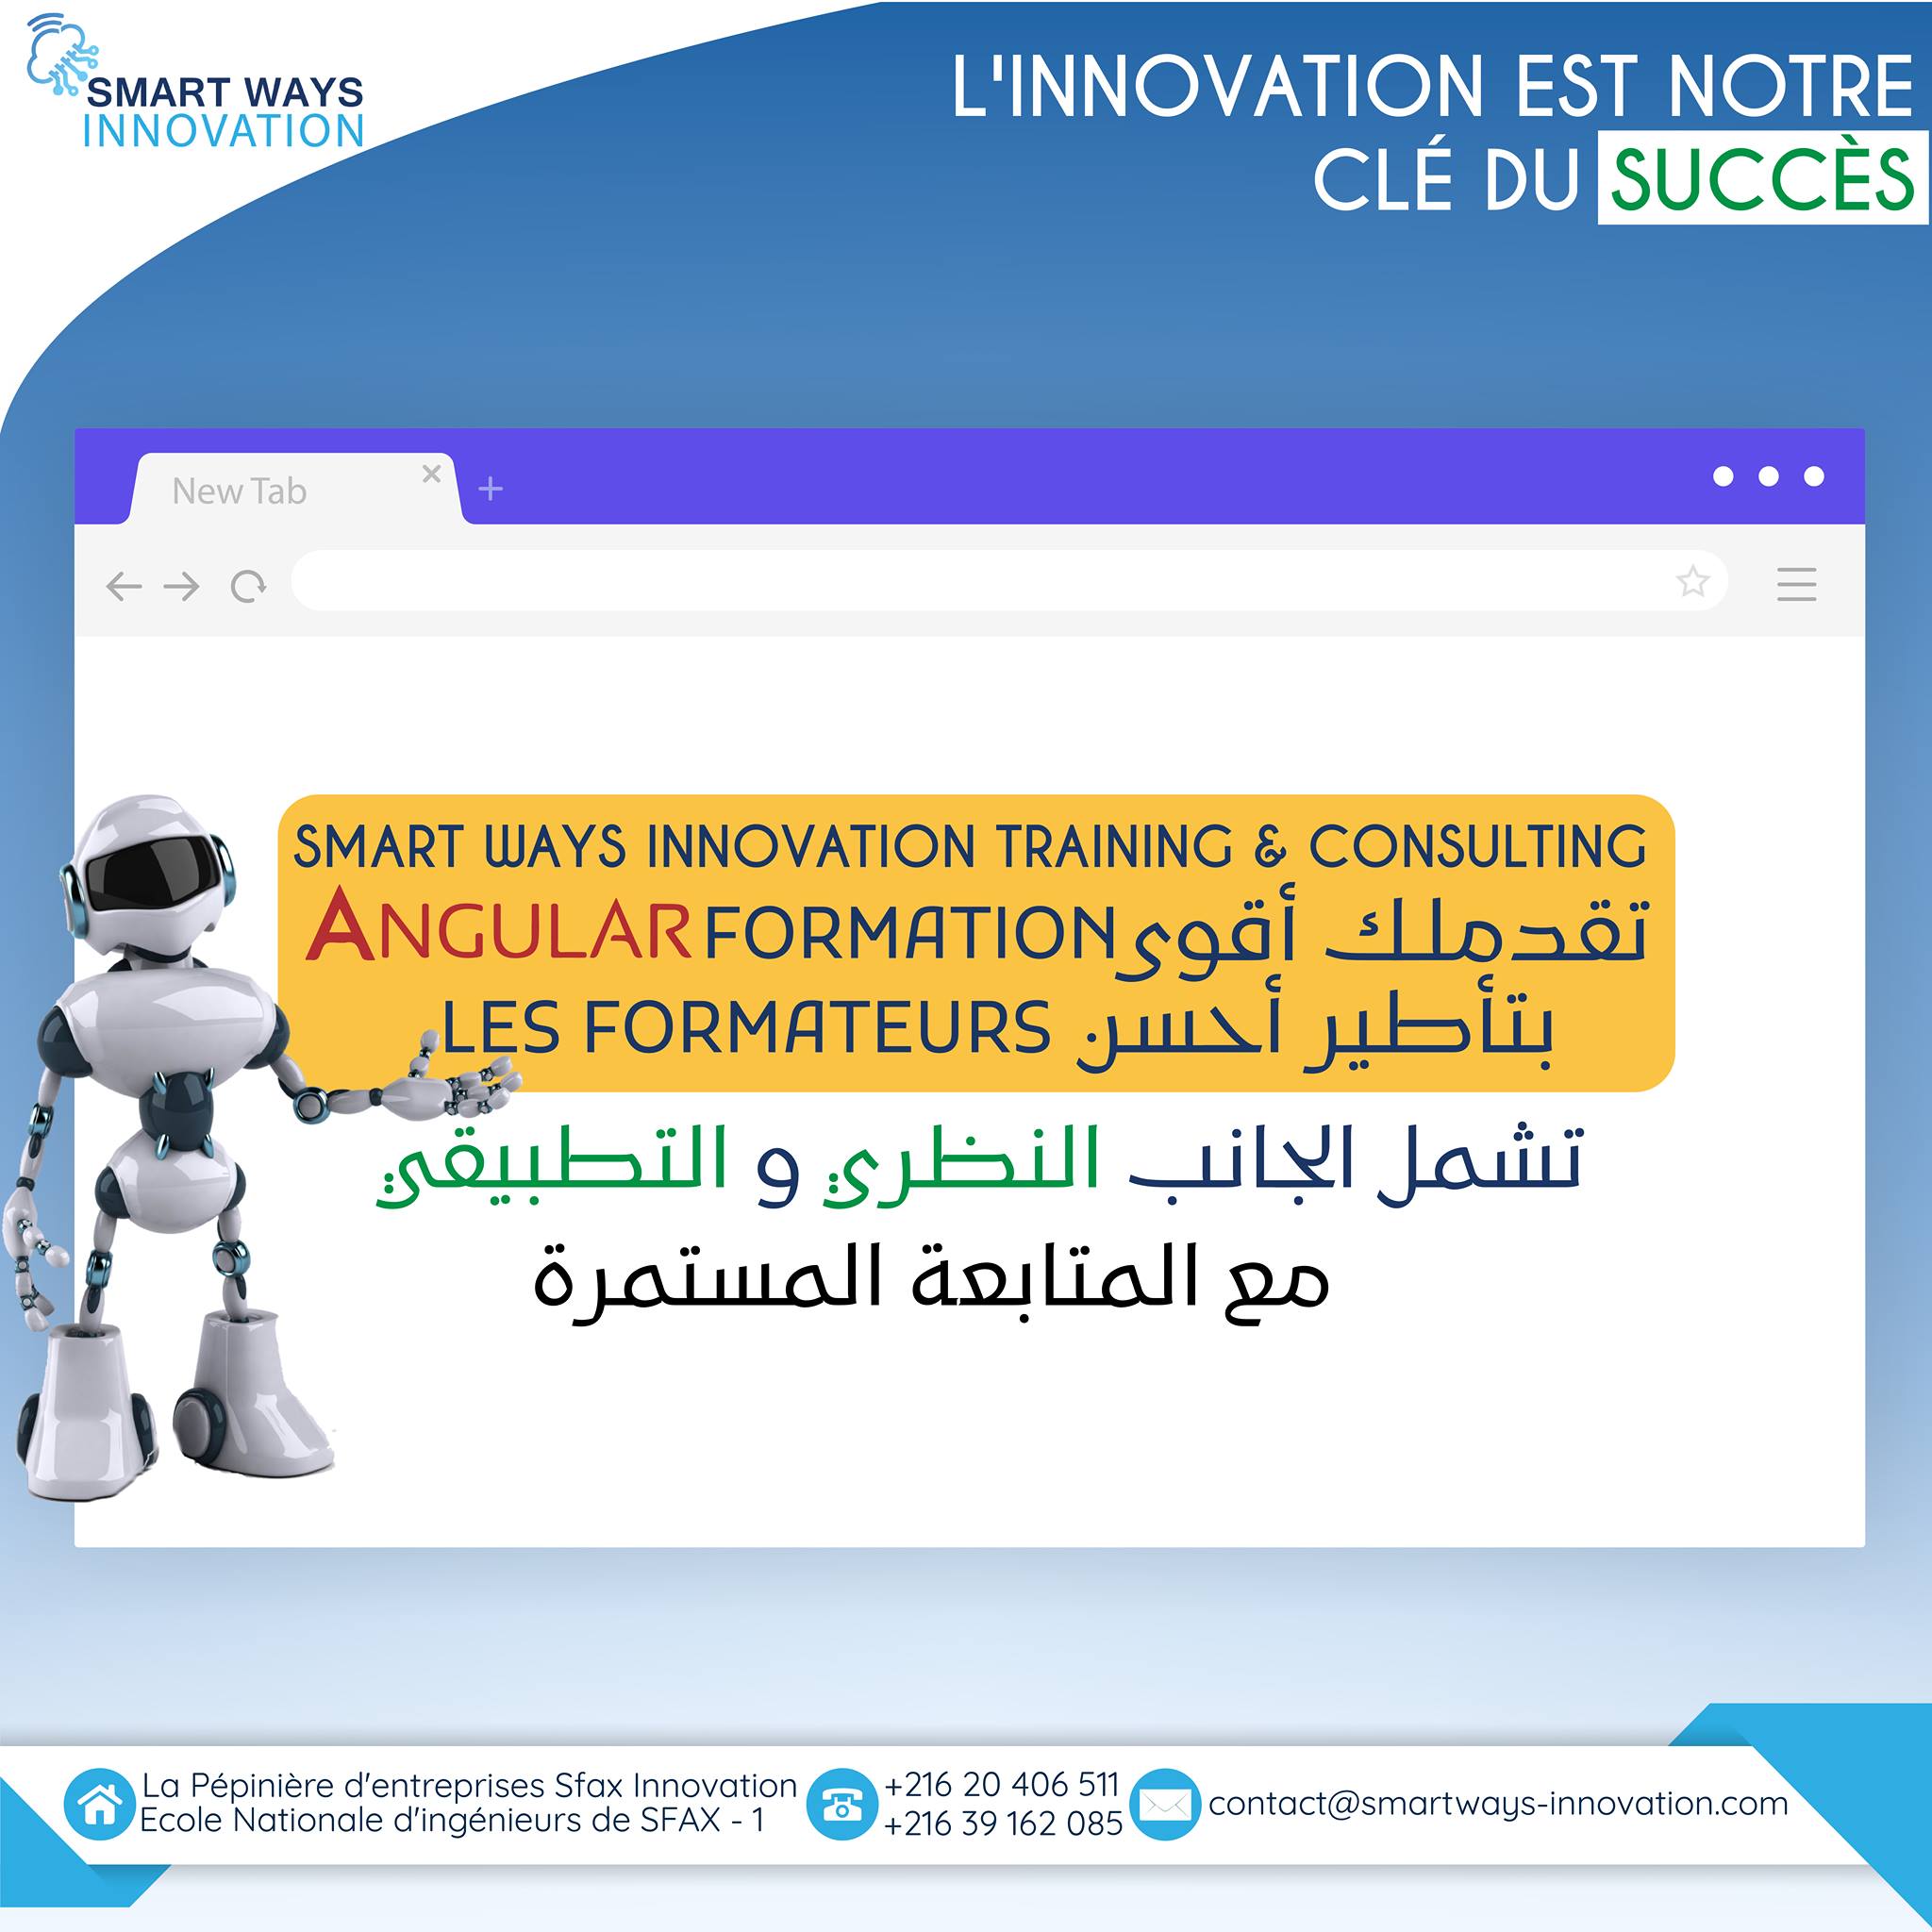 SMART WAYS
INNOVATION
L'INNOVATION EST NOTRE
CLÉ DU SUCCÈS
New Tab
SMART WAYS INNOVATION TRAINING & CONSULTING
تقدملك أقوى FORMATION ANGULAR
بتأطير أحسن LES FORMATEURS
تشمل الجانب النظري و التطبيقي
مع المتابعة المستمرة
La Pépinière d'entreprises Sfax Innovation
Ecole Nationale d'ingénieurs de SFAX - 1
+216 20 406 511
+216 39 162 085
contact@smartways-innovation.com